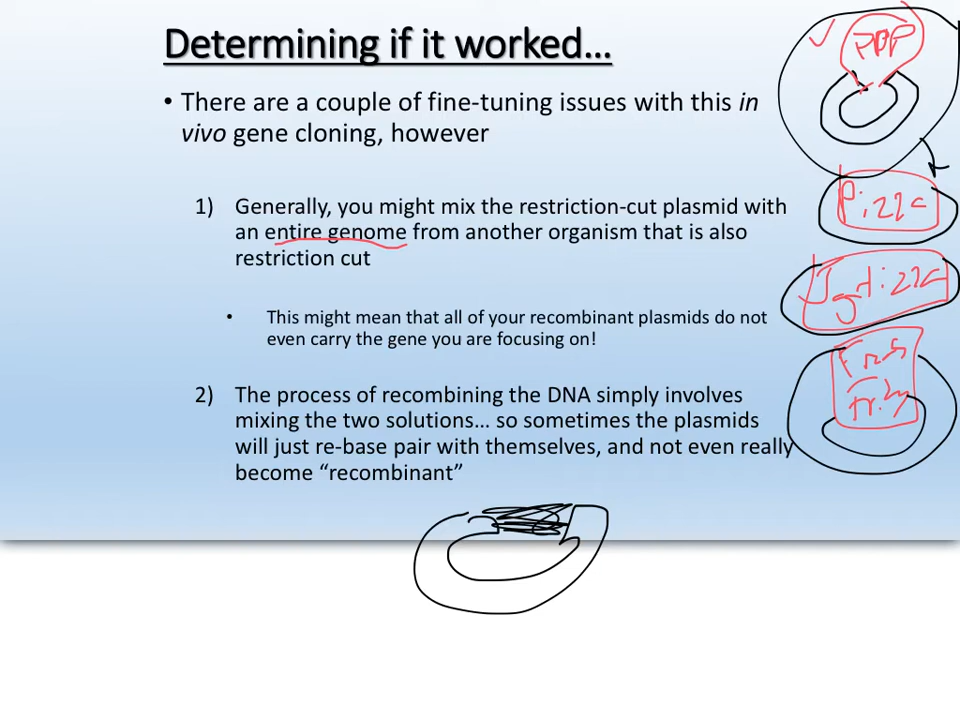 Determining if it worked…
• There are a couple of fine-tuning issues with this in
vivo gene cloning, however
1) Generally, you might mix the restriction-cut plasmid with
an entire genome from another organism that is also
restriction cut
• This might mean that all of your recombinant plasmids do not
even carry the gene you are focusing on!
2) The process of recombining the DNA simply involves
mixing the two solutions… so sometimes the plasmids
will just re-base pair with themselves, and not even really
become “recombinant”